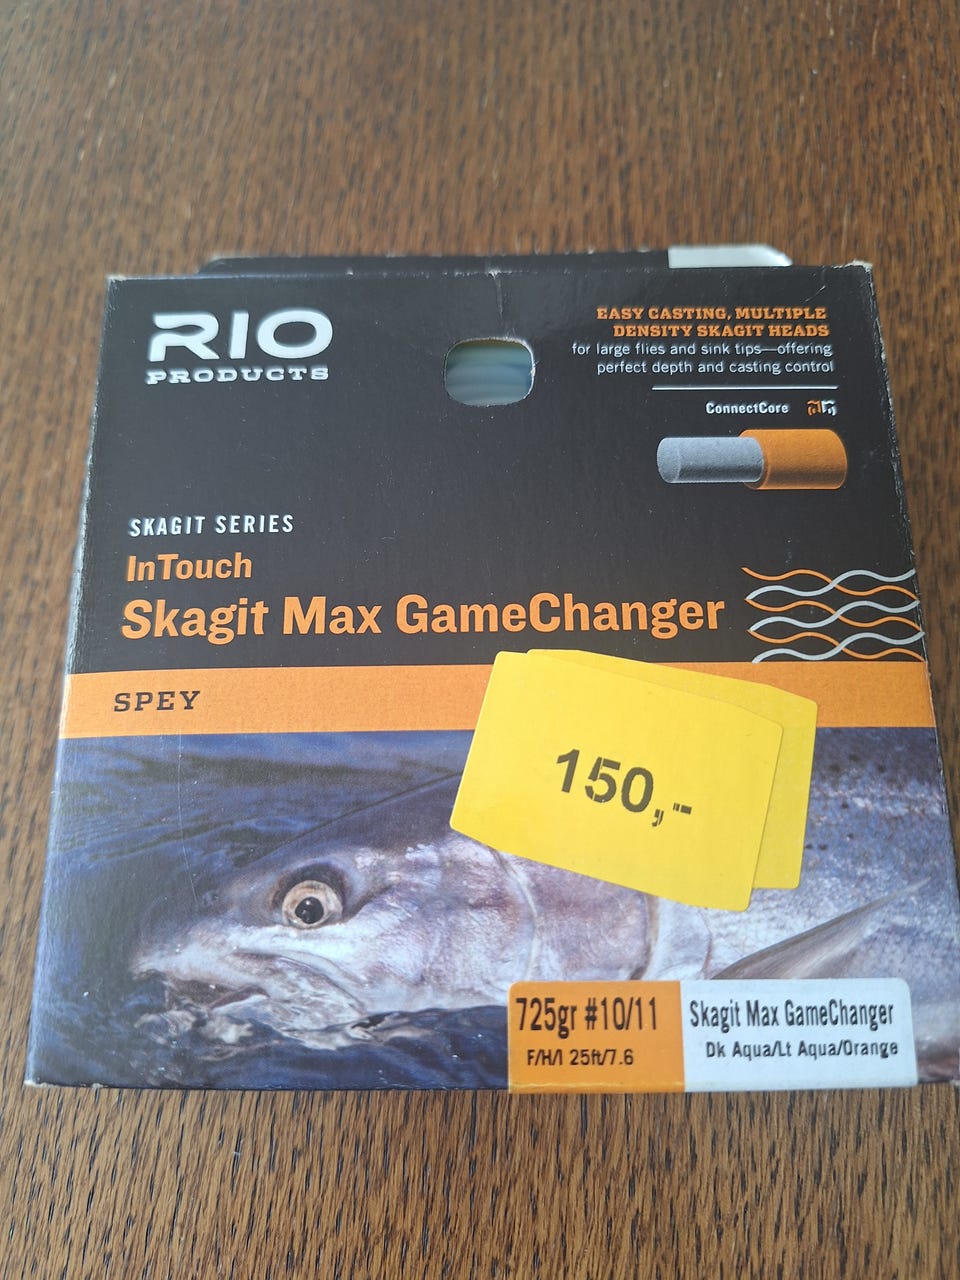 RIO
PRODUCTS
EASY CASTING, MULTIPLE
DENSITY SKAGIT HEADS
for large flies and sink tips—offering
perfect depth and casting control
ConnectCore
SKAGIT SERIES
InTouch
Skagit Max GameChanger
SPEY
150,-
725gr #10/11
F/H/I 25ft/7.6
Skagit Max GameChanger
Dk Aqua/Lt Aqua/Orange